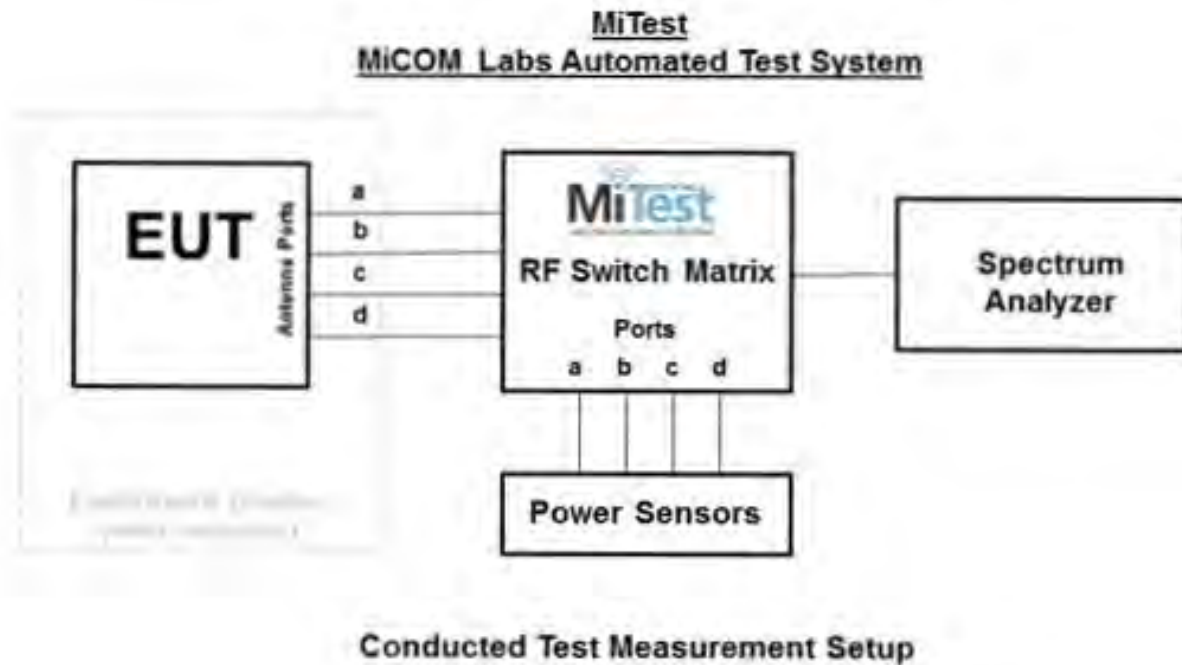 MiTest
MiCOM Labs Automated Test System
EUT
Antenna Ports
a
b
c
d
MiTest
RF Switch Matrix
Ports
a b c d
Spectrum
Analyzer
Power Sensors
Conducted Test Measurement Setup